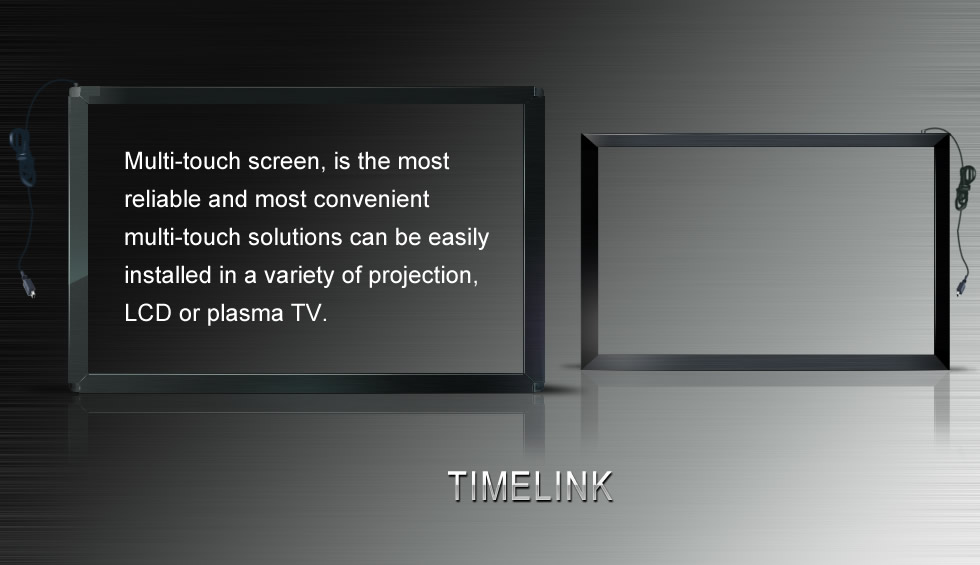 Multi-touch screen, is the most
reliable and most convenient
multi-touch solutions can be easily
installed in a variety of projection,
LCD or plasma TV.
TIMELINK